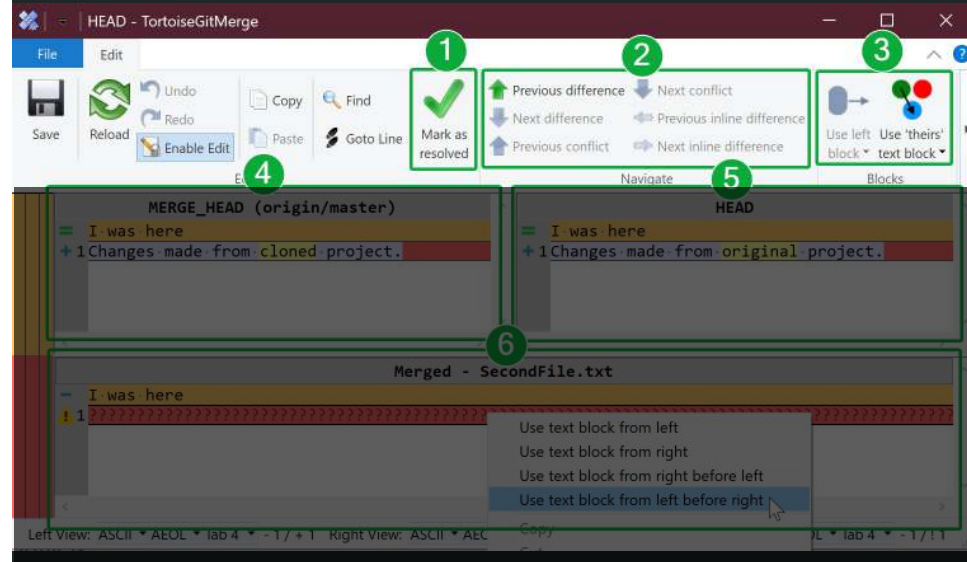 HEAD - TortoiseGitMerge
File Edit
1 2 3
Save
Reload
Undo
Redo
Enable Edit
Copy
Paste
Find
Goto Line
Mark as
resolved
Previous difference
Next difference
Previous conflict
Next conflict
Previous inline difference
Next inline difference
Navigate
Use left
block
Use 'theirs'
text block
Blocks
4 5
MERGE_HEAD (origin/master)
I·was·here
1Changes·made·from·cloned·project.
HEAD
I·was·here
1Changes·made·from·original·project.
6
Merged - SecondFile.txt
I·was·here
1
Use text block from left
Use text block from right
Use text block from right before left
Use text block from left before right
Copy
Left View: ASCII AEOL Tab 4 - 1 / + 1 Right View: ASCII
Tab 4 - 1 / ! 1